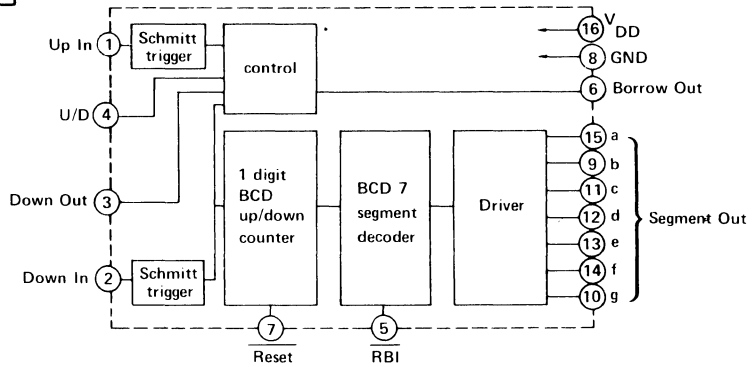 Up In
1
Schmitt
trigger
control
16
V
DD
8
GND
6
Borrow Out
U/D
4
Down Out
3
1 digit
BCD
up/down
counter
BCD 7
segment
decoder
Driver
15
a
9
b
11
c
12
d
13
e
14
f
10
g
Segment Out
Down In
2
Schmitt
trigger
7
Reset
5
RBI